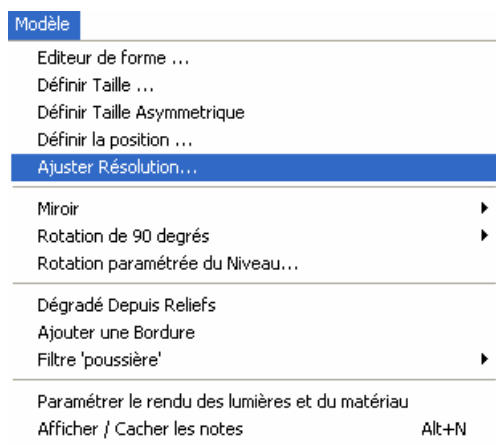 Modèle
Editeur de forme ...
Définir Taille ...
Définir Taille Asymmetrique
Définir la position ...
Ajuster Résolution...
Miroir
Rotation de 90 degrés
Rotation paramétrée du Niveau...
Dégradé Depuis Reliefs
Ajouter une Bordure
Filtre 'poussière'
Paramétrer le rendu des lumières et du matériau
Afficher / Cacher les notes Alt+N